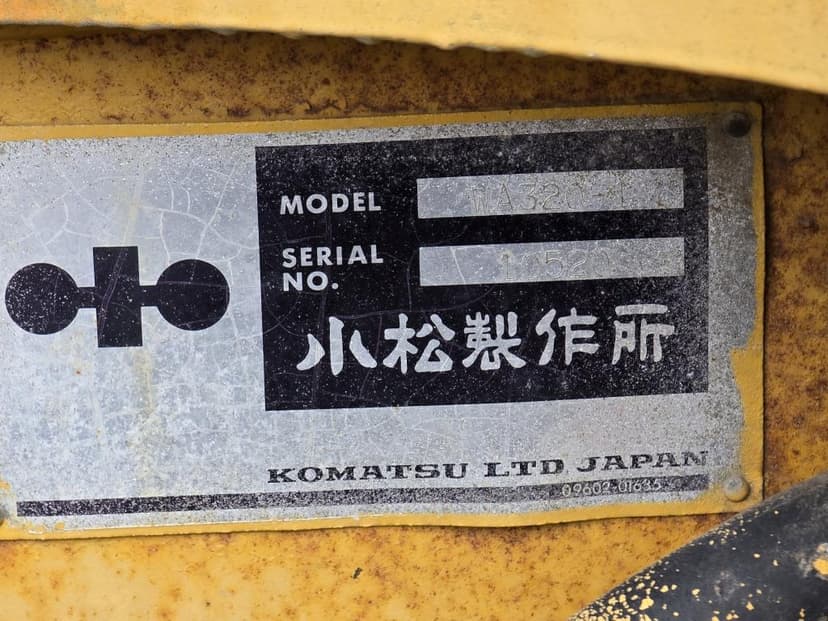 MODEL
SERIAL
NO.
小松製作所
KOMATSU LTD JAPAN
09602-01635